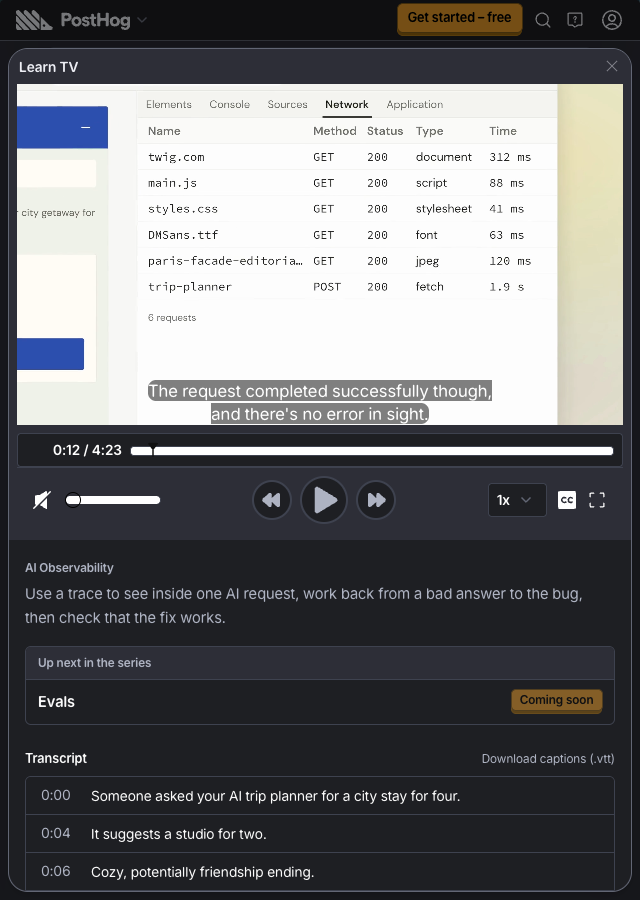 PostHog
Get started – free
Learn TV
Elements Console Sources Network Application
Name Method Status Type Time
twig.com GET 200 document 312 ms
main.js GET 200 script 88 ms
styles.css GET 200 stylesheet 41 ms
r city getaway for
DMSans.ttf GET 200 font 63 ms
paris-facade-editoria… GET 200 jpeg 120 ms
trip-planner POST 200 fetch 1.9 s
6 requests
The request completed successfully though,
and there's no error in sight.
0:12 / 4:23
1x
CC
AI Observability
Use a trace to see inside one AI request, work back from a bad answer to the bug,
then check that the fix works.
Up next in the series
Evals
Coming soon
Transcript
Download captions (.vtt)
0:00 Someone asked your AI trip planner for a city stay for four.
0:04 It suggests a studio for two.
0:06 Cozy, potentially friendship ending.